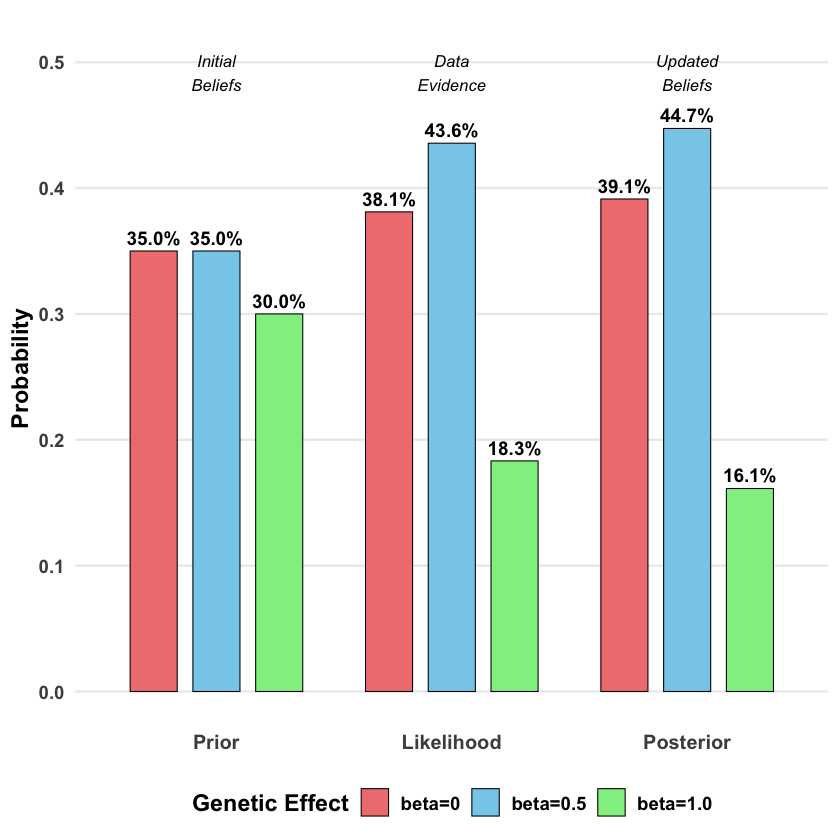 0.5
Initial
Beliefs
Data
Evidence
Updated
Beliefs
44.7%
43.6%
0.4
38.1%
39.1%
35.0% 35.0%
30.0%
0.3
Probability
0.2
18.3%
16.1%
0.1
0.0
Prior
Likelihood
Posterior
Genetic Effect beta=0 beta=0.5 beta=1.0